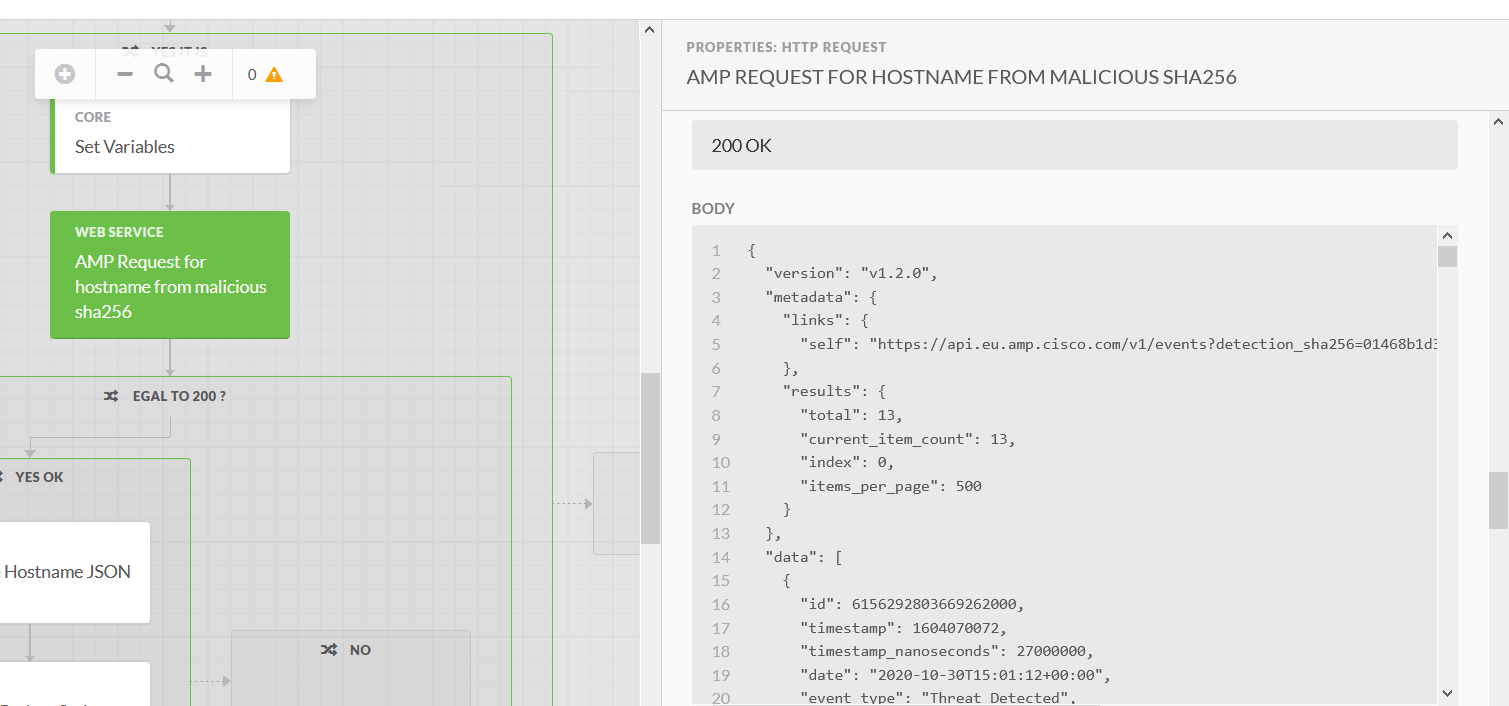 YES IT IS
0
CORE
Set Variables
WEB SERVICE
AMP Request for
hostname from malicious
sha256
EGAL TO 200 ?
YES OK
Hostname JSON
NO
PROPERTIES: HTTP REQUEST
AMP REQUEST FOR HOSTNAME FROM MALICIOUS SHA256
200 OK
BODY
1 {
2 "version": "v1.2.0",
3 "metadata": {
4 "links": {
5 "self": "https://api.eu.amp.cisco.com/v1/events?detection_sha256=01468b1d3
6 },
7 "results": {
8 "total": 13,
9 "current_item_count": 13,
10 "index": 0,
11 "items_per_page": 500
12 }
13 },
14 "data": [
15 {
16 "id": 6156292803669262000,
17 "timestamp": 1604070072,
18 "timestamp_nanoseconds": 27000000,
19 "date": "2020-10-30T15:01:12+00:00",
20 "event_type": "Threat Detected",